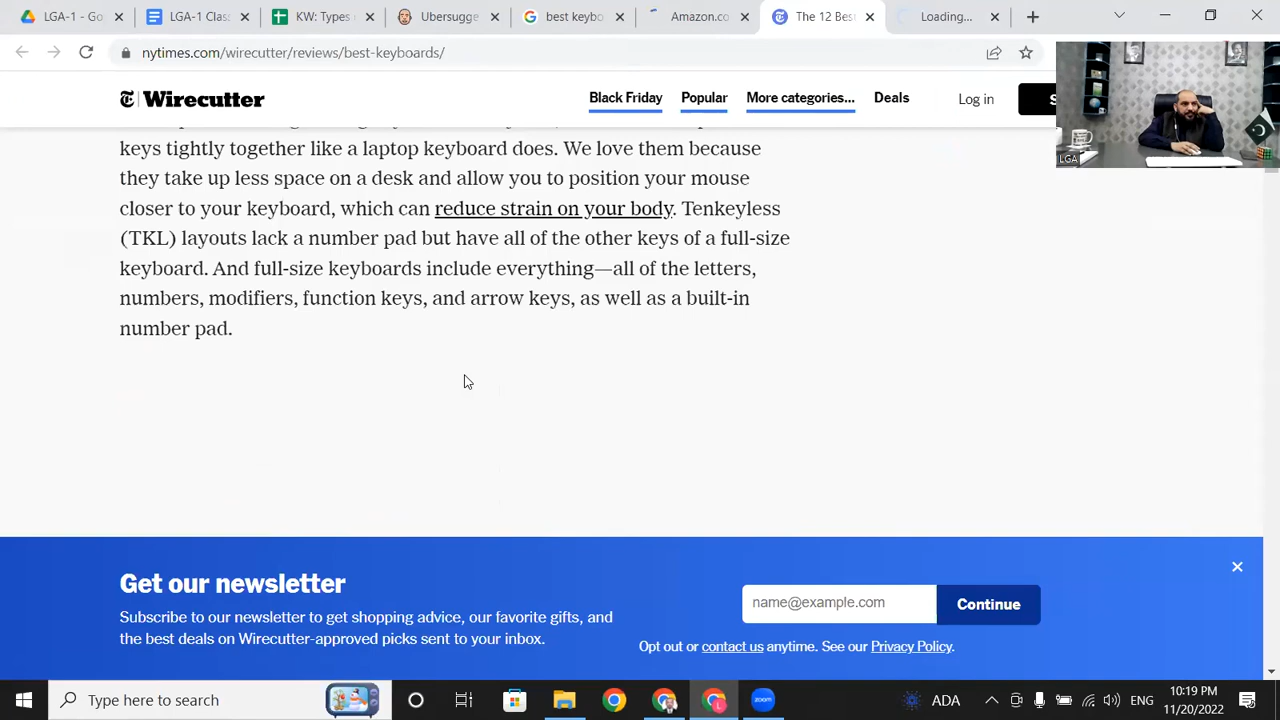 LGA-1 - Go
LGA-1 Clas
KW: Types
Ubersugge
best keybo
Amazon.co
The 12 Bes
Loading...
nytimes.com/wirecutter/reviews/best-keyboards/
Wirecutter
Black Friday
Popular
More categories...
Deals
Log in
S
LGA
keys tightly together like a laptop keyboard does. We love them because
they take up less space on a desk and allow you to position your mouse
closer to your keyboard, which can reduce strain on your body. Tenkeyless
(TKL) layouts lack a number pad but have all of the other keys of a full-size
keyboard. And full-size keyboards include everything—all of the letters,
numbers, modifiers, function keys, and arrow keys, as well as a built-in
number pad.
Get our newsletter
Subscribe to our newsletter to get shopping advice, our favorite gifts, and
the best deals on Wirecutter-approved picks sent to your inbox.
name@example.com
Continue
Opt out or contact us anytime. See our Privacy Policy.
Type here to search
ADA
ENG
10:19 PM
11/20/2022